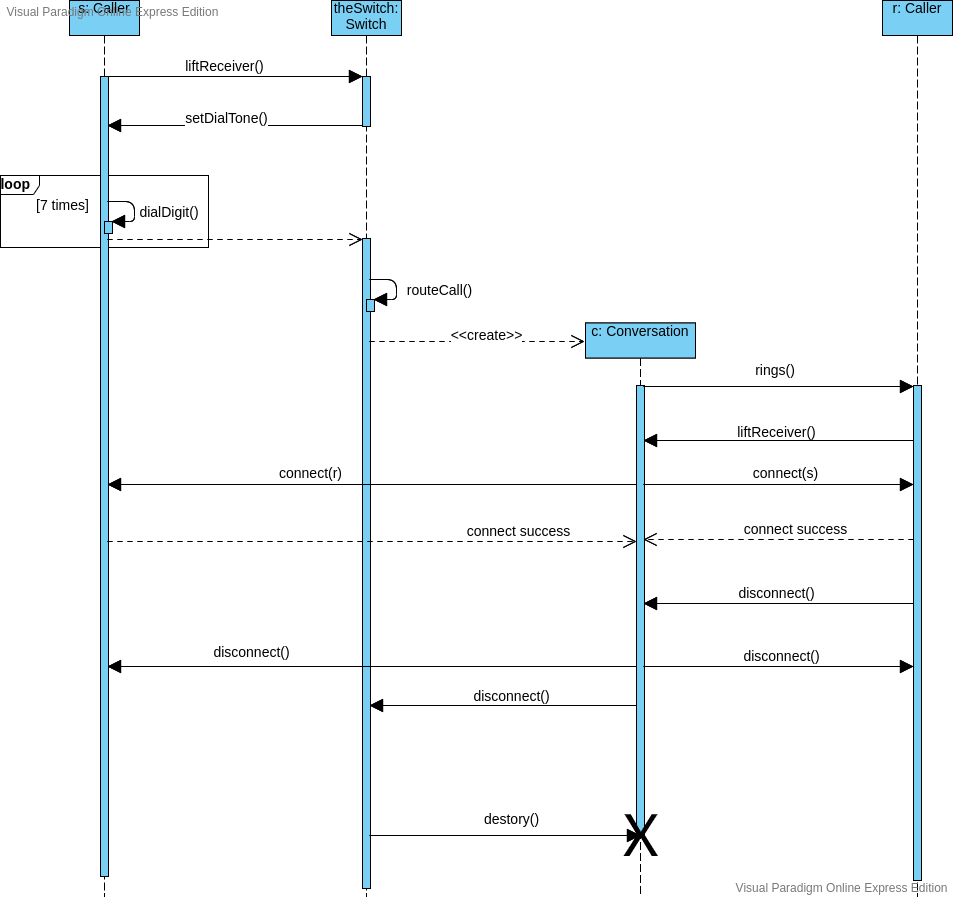 Visual Paradigm Online Express Edition
s: Caller
theSwitch:
Switch
r: Caller
liftReceiver()
setDialTone()
loop
[7 times]
dialDigit()
routeCall()
<<create>>
c: Conversation
rings()
liftReceiver()
connect(r)
connect(s)
connect success
connect success
disconnect()
disconnect()
disconnect()
disconnect()
destory()
Visual Paradigm Online Express Edition